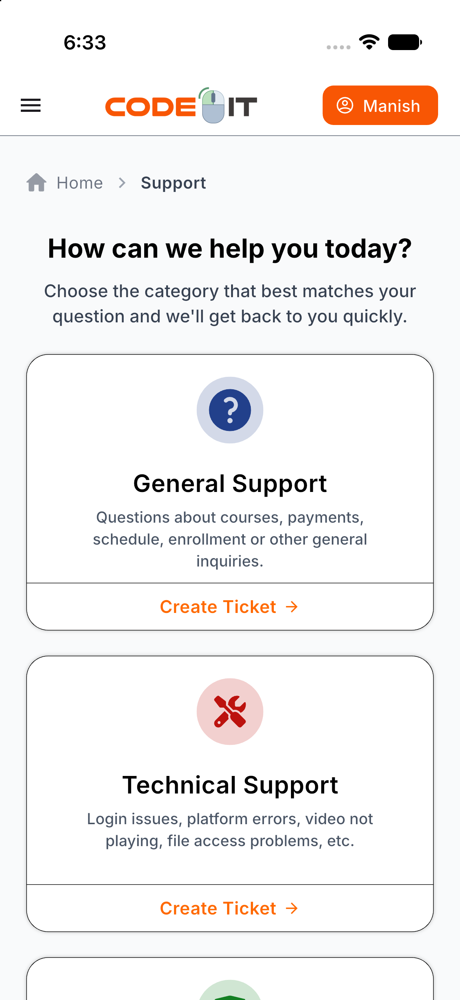 6:33
CODE IT
Manish
Home
Support
How can we help you today?
Choose the category that best matches your
question and we'll get back to you quickly.
?
General Support
Questions about courses, payments,
schedule, enrollment or other general
inquiries.
Create Ticket →
Technical Support
Login issues, platform errors, video not
playing, file access problems, etc.
Create Ticket →